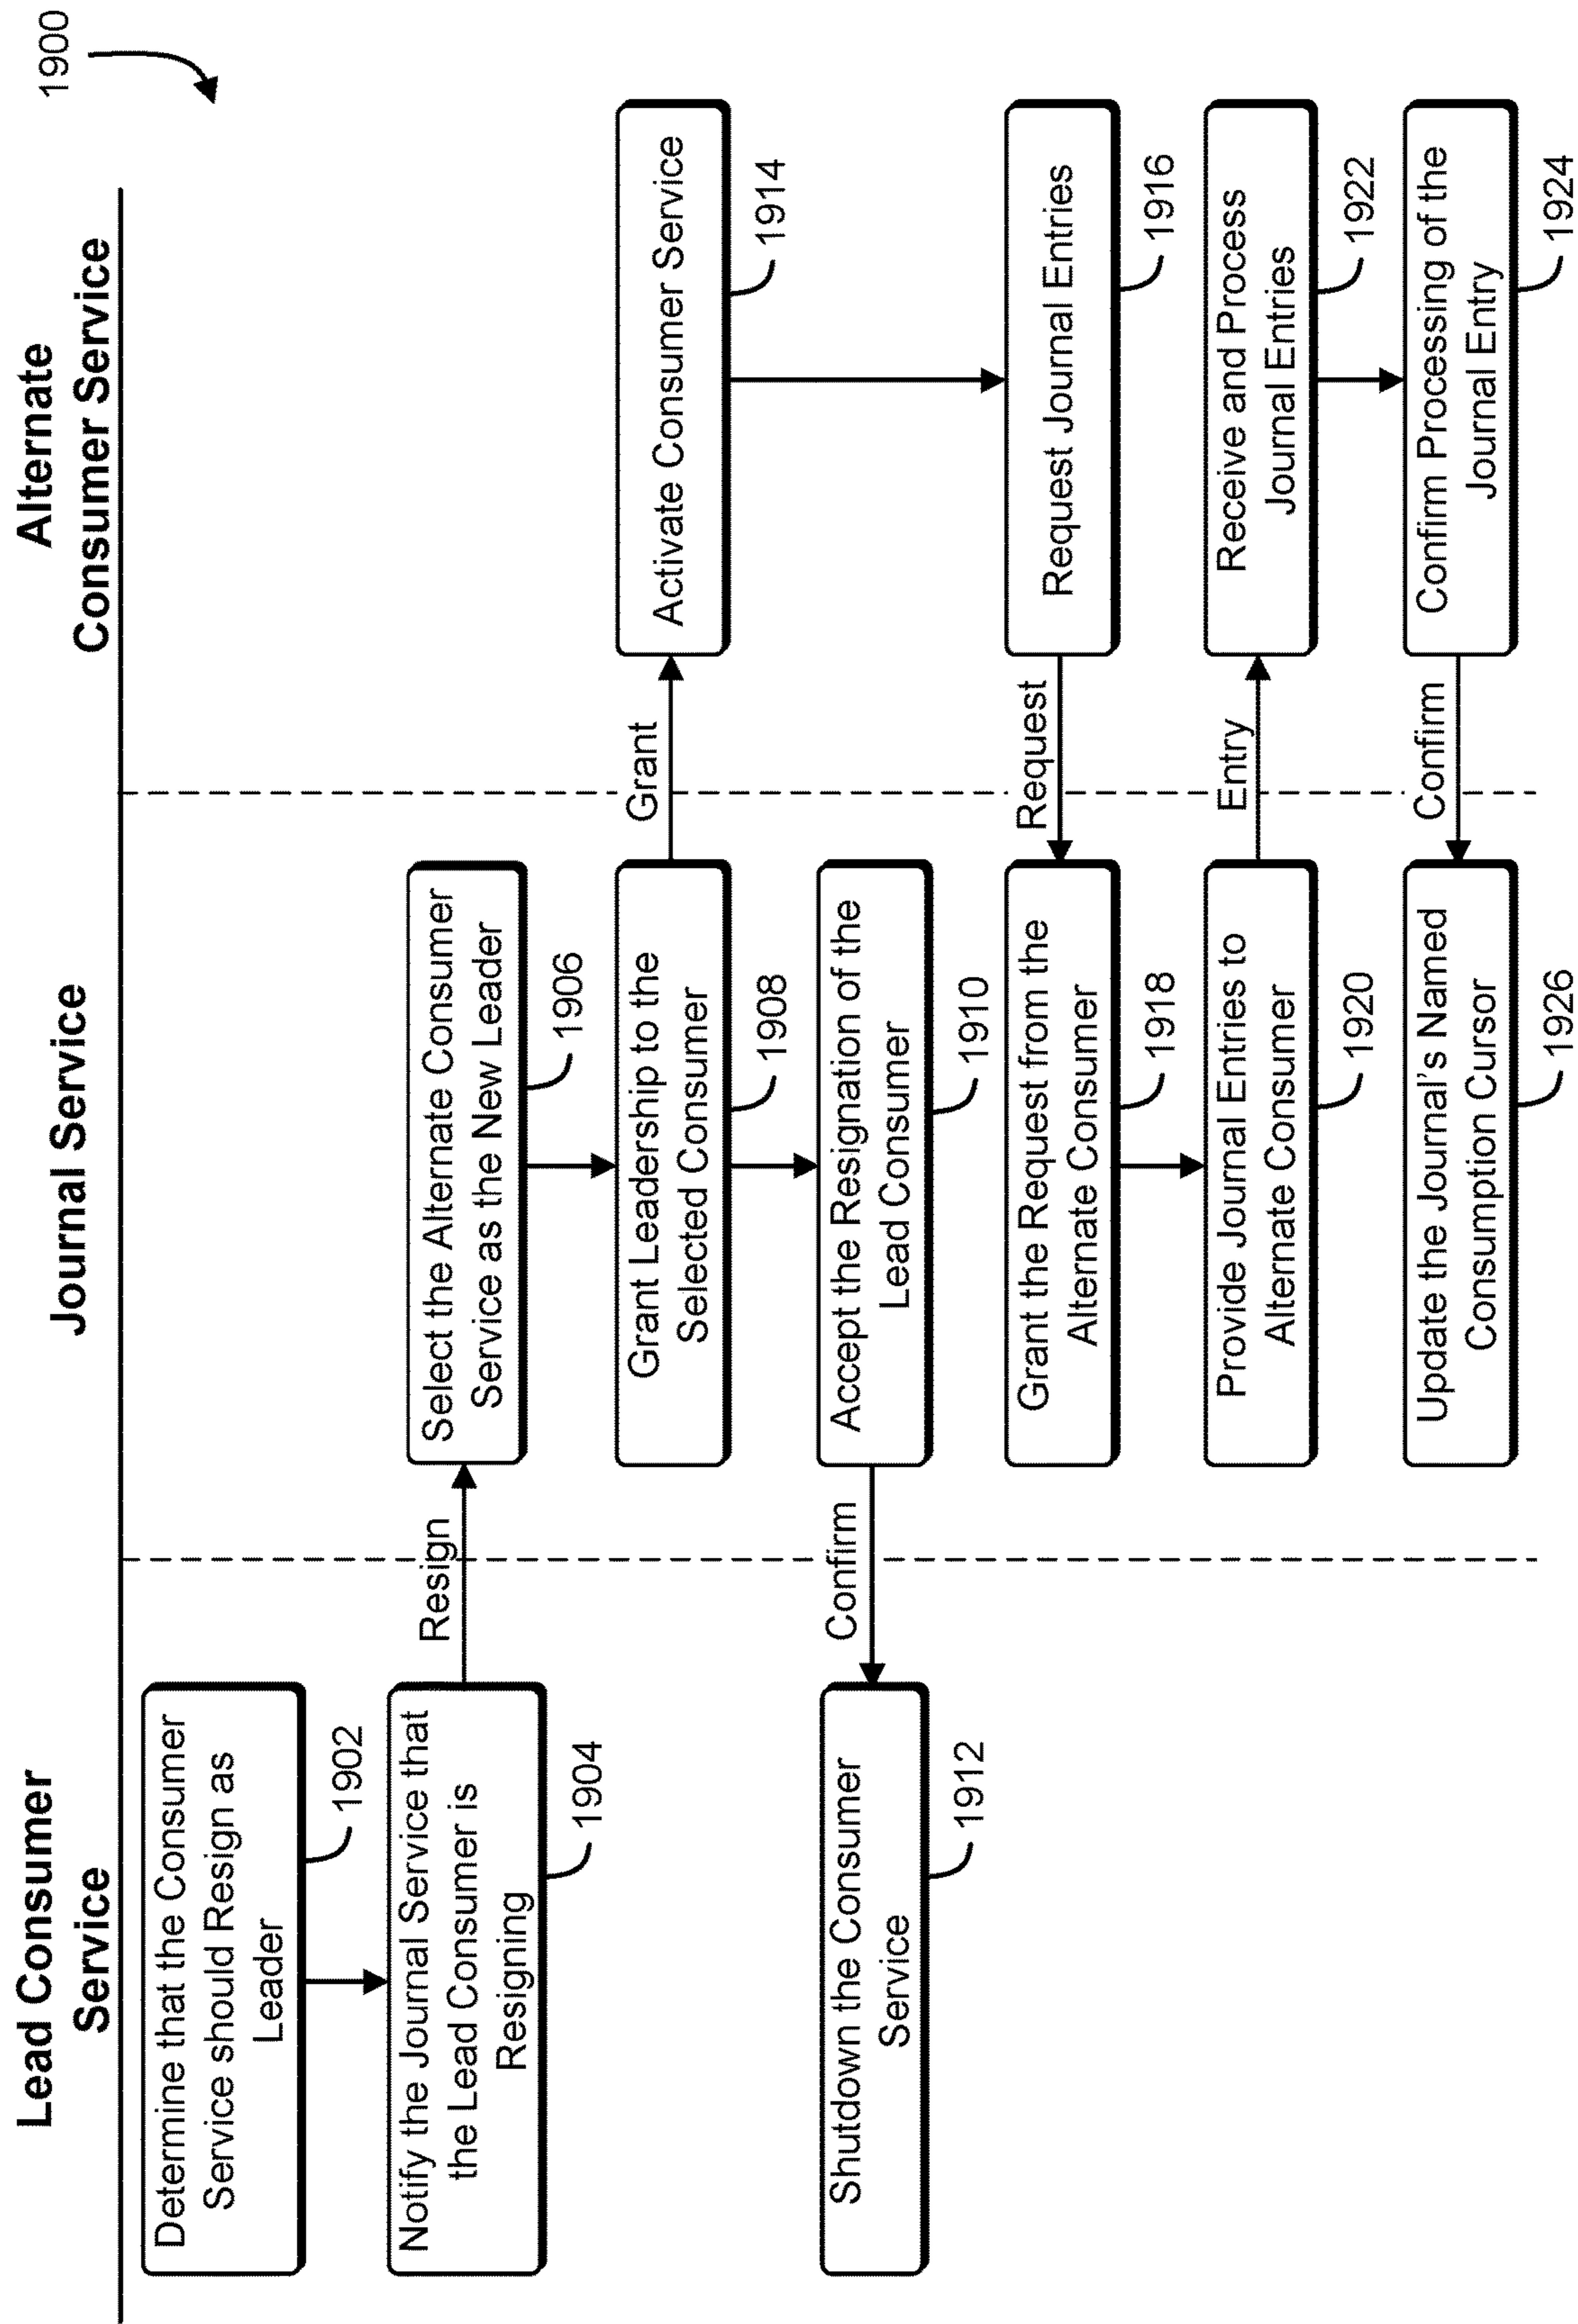 1900
Lead Consumer
Service
Journal Service
Alternate
Consumer Service
Determine that the Consumer
Service should Resign as
Leader
1902
Notify the Journal Service that
the Lead Consumer is
Resigning
1904
Resign
Select the Alternate Consumer
Service as the New Leader
1906
Grant Leadership to the
Selected Consumer
1908
Grant
Activate Consumer Service
1914
Accept the Resignation of the
Lead Consumer
1910
Confirm
Shutdown the Consumer
Service
1912
Request Journal Entries
1916
Request
Grant the Request from the
Alternate Consumer
1918
Provide Journal Entries to
Alternate Consumer
1920
Entry
Receive and Process
Journal Entries
1922
Confirm Processing of the
Journal Entry
1924
Confirm
Update the Journal's Named
Consumption Cursor
1926